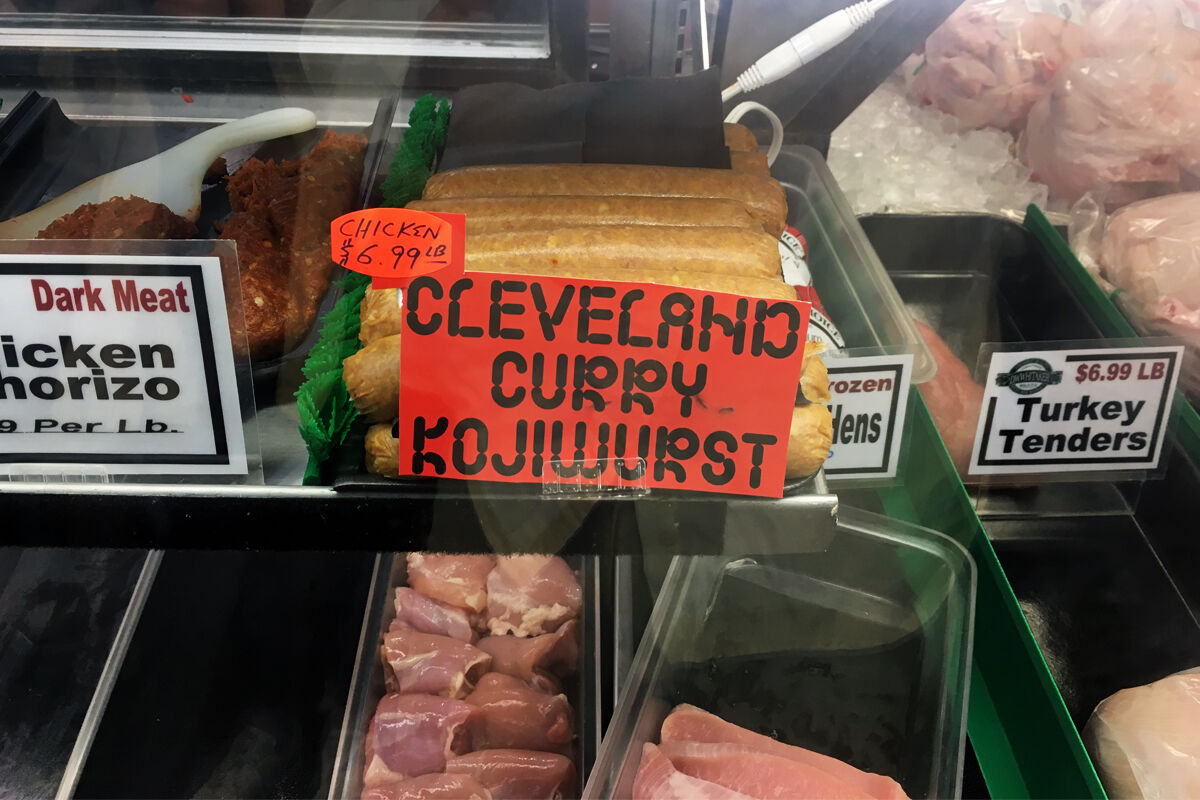 CHICKEN
$6.99 LB
CLEVELAND
CURRY
KOJIWURST
Dark Meat
icken
horizo
9 Per Lb.
rozen
lens
$6.99 LB
Turkey
Tenders